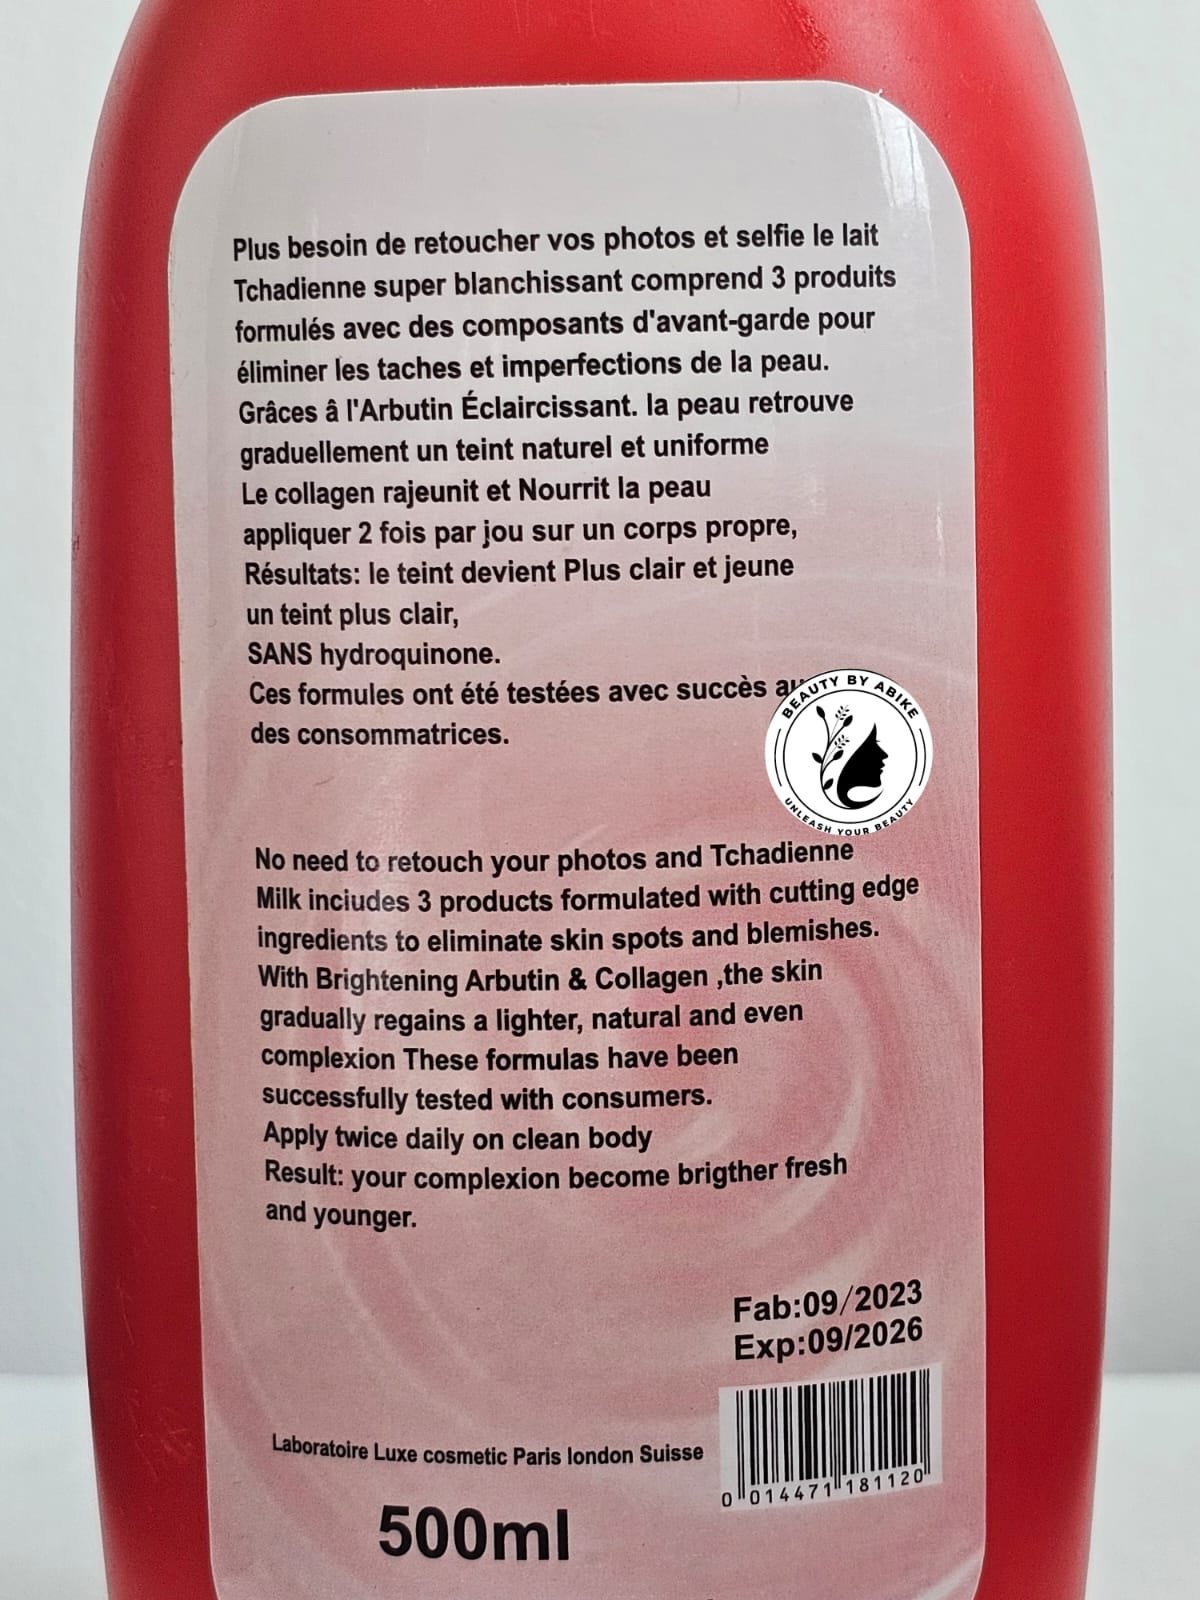 Plus besoin de retoucher vos photos et selfie le lait
Tchadienne super blanchissant comprend 3 produits
formulés avec des composants d'avant-garde pour
éliminer les taches et imperfections de la peau.
Grâces â l'Arbutin Éclaircissant. la peau retrouve
graduellement un teint naturel et uniforme
Le collagen rajeunit et Nourrit la peau
appliquer 2 fois par jou sur un corps propre,
Résultats: le teint devient Plus clair et jeune
un teint plus clair,
SANS hydroquinone.
Ces formules ont été testées avec succès
des consommatrices.
BEAUTY BY ABIKE
UNLEASH YOUR BEAUTY
No need to retouch your photos and Tchadienne
Milk inciudes 3 products formulated with cutting edge
ingredients to eliminate skin spots and blemishes.
With Brightening Arbutin & Collagen ,the skin
gradually regains a lighter, natural and even
complexion These formulas have been
successfully tested with consumers.
Apply twice daily on clean body
Result: your complexion become brigther fresh
and younger.
Fab:09/2023
Exp:09/2026
Laboratoire Luxe cosmetic Paris london Suisse
0 014471 181120
500ml